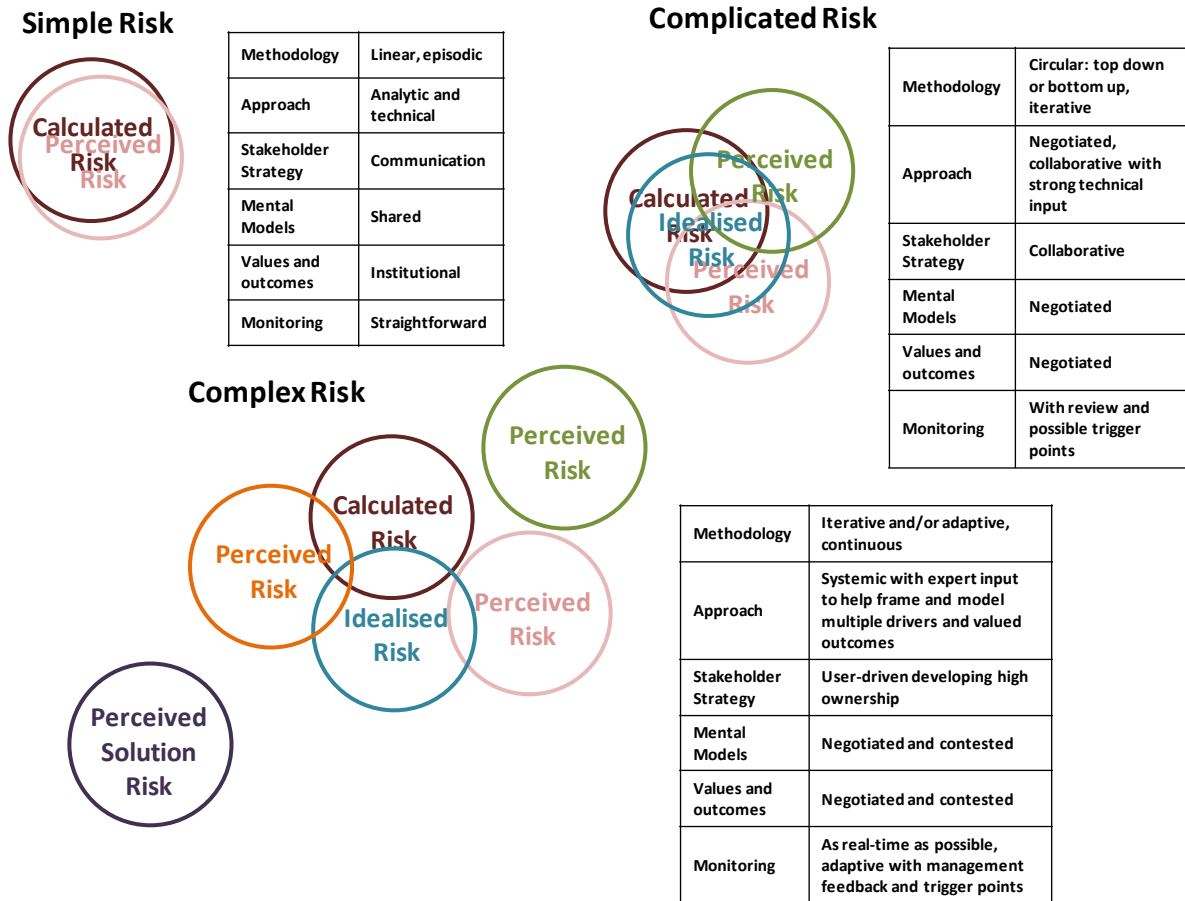 Simple Risk
Calculated
Risk
Perceived
Risk
Methodology Linear, episodic
Approach Analytic and
technical
Stakeholder
Strategy Communication
Mental
Models Shared
Values and
outcomes Institutional
Monitoring Straightforward
Complicated Risk
Perceived
Risk
Calculated
Risk
Idealised
Risk
Perceived
Risk
Methodology Circular: top down
or bottom up,
iterative
Approach Negotiated,
collaborative with
strong technical
input
Stakeholder
Strategy Collaborative
Mental
Models Negotiated
Values and
outcomes Negotiated
Monitoring With review and
possible trigger
points
Complex Risk
Perceived
Risk
Calculated
Risk
Perceived
Risk
Idealised
Risk
Perceived
Risk
Perceived
Solution
Risk
Methodology Iterative and/or adaptive,
continuous
Approach Systemic with expert input
to help frame and model
multiple drivers and valued
outcomes
Stakeholder
Strategy User-driven developing high
ownership
Mental
Models Negotiated and contested
Values and
outcomes Negotiated and contested
Monitoring As real-time as possible,
adaptive with management
feedback and trigger points